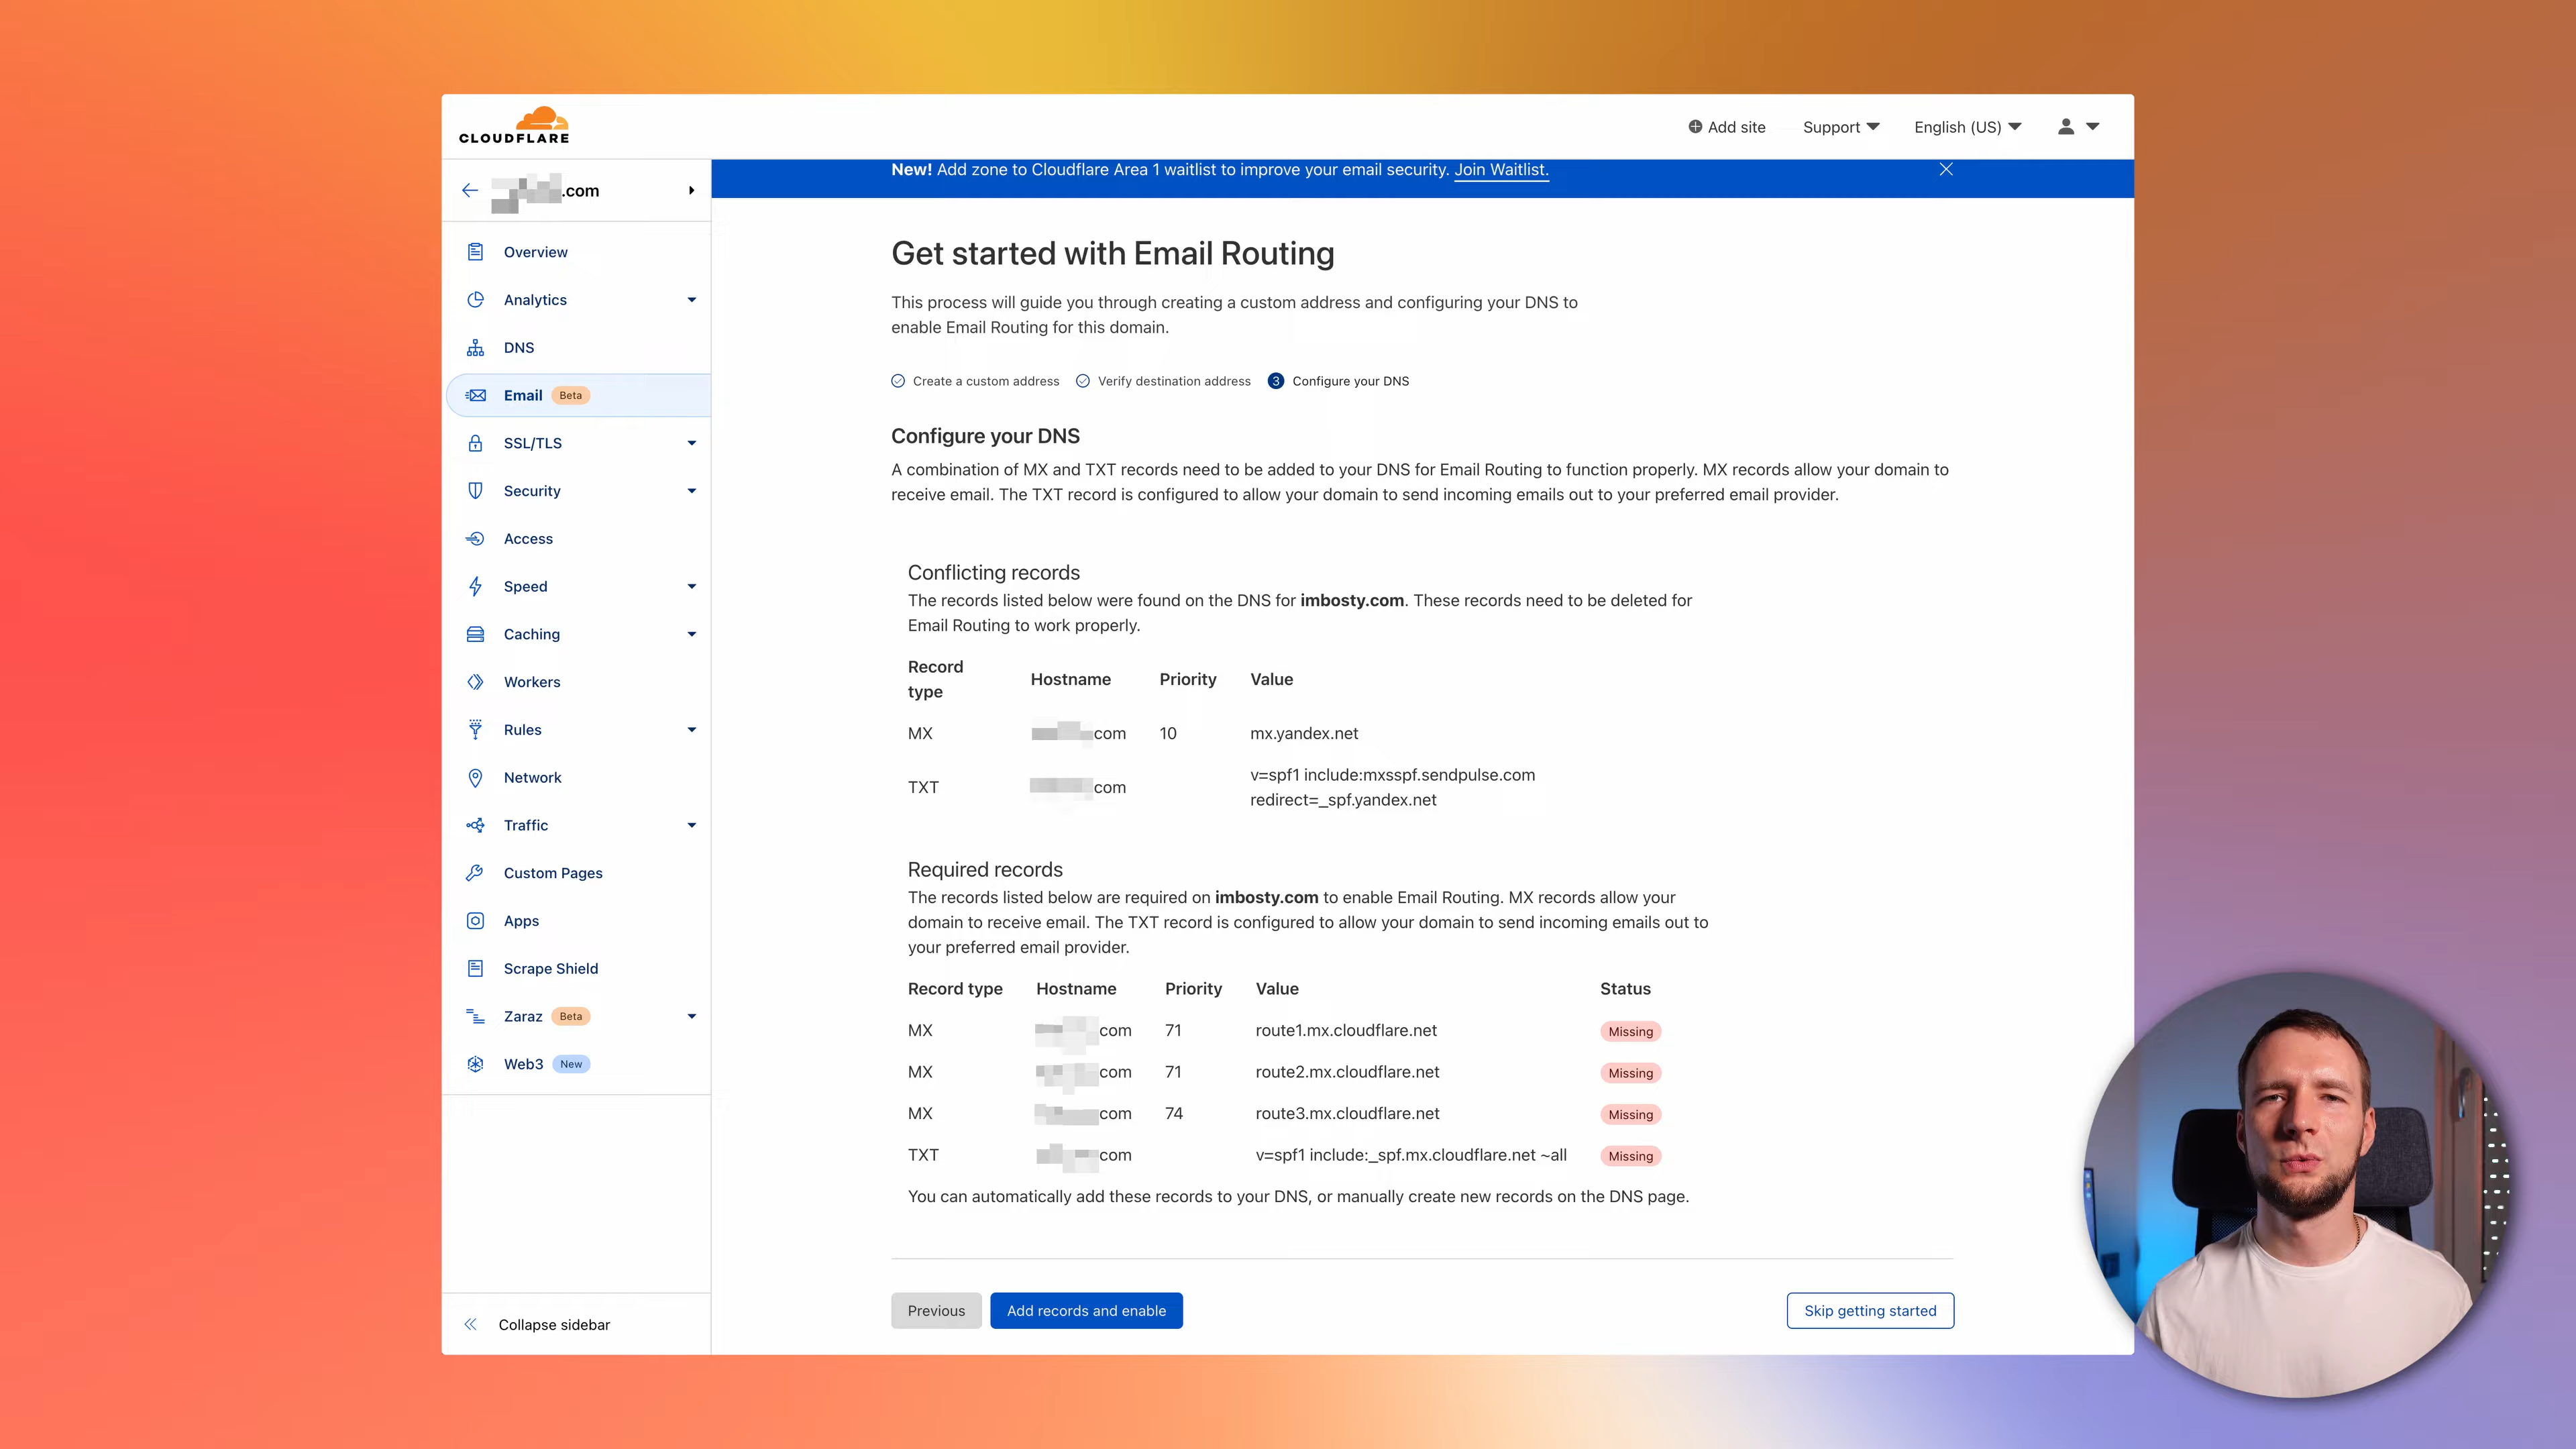 CLOUDFLARE
Add site
Support
English (US)
.com
New! Add zone to Cloudflare Area 1 waitlist to improve your email security. Join Waitlist.
Overview
Analytics
DNS
Email Beta
SSL/TLS
Security
Access
Speed
Caching
Workers
Rules
Network
Traffic
Custom Pages
Apps
Scrape Shield
Zaraz Beta
Web3 New
Collapse sidebar
Get started with Email Routing
This process will guide you through creating a custom address and configuring your DNS to
enable Email Routing for this domain.
Create a custom address Verify destination address 3 Configure your DNS
Configure your DNS
A combination of MX and TXT records need to be added to your DNS for Email Routing to function properly. MX records allow your domain to
receive email. The TXT record is configured to allow your domain to send incoming emails out to your preferred email provider.
Conflicting records
The records listed below were found on the DNS for imbosty.com. These records need to be deleted for
Email Routing to work properly.
Record type Hostname Priority Value
MX com 10 mx.yandex.net
TXT com v=spf1 include:mxsspf.sendpulse.com
redirect=_spf.yandex.net
Required records
The records listed below are required on imbosty.com to enable Email Routing. MX records allow your
domain to receive email. The TXT record is configured to allow your domain to send incoming emails out to
your preferred email provider.
Record type Hostname Priority Value Status
MX com 71 route1.mx.cloudflare.net Missing
MX com 71 route2.mx.cloudflare.net Missing
MX com 74 route3.mx.cloudflare.net Missing
TXT com v=spf1 include:_spf.mx.cloudflare.net ~all Missing
You can automatically add these records to your DNS, or manually create new records on the DNS page.
Previous
Add records and enable
Skip getting started